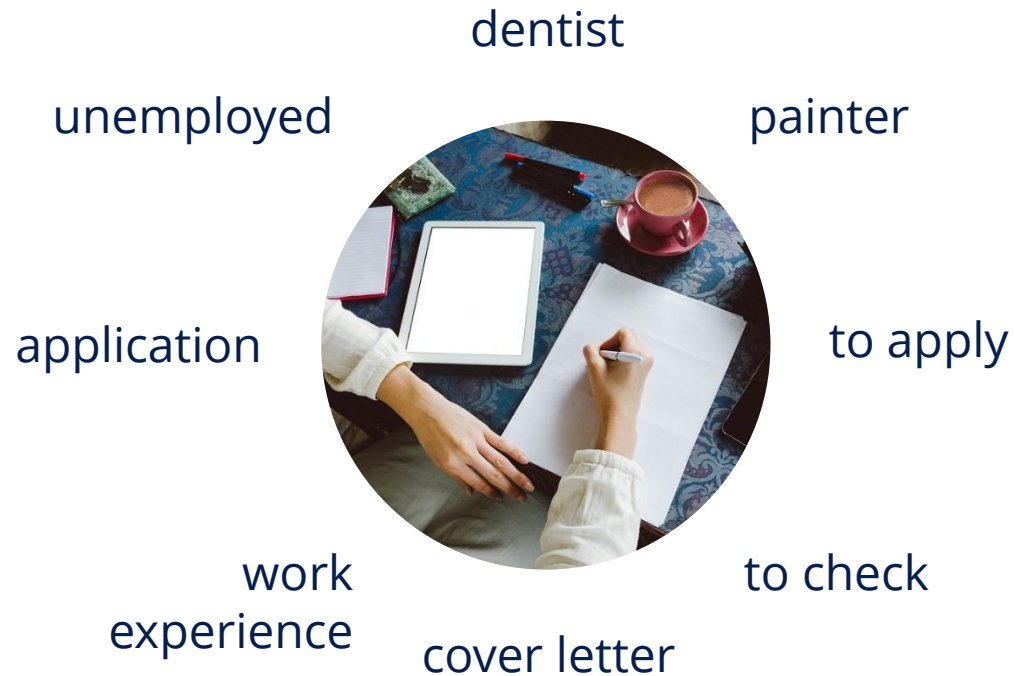 dentist
unemployed
painter
application
to apply
work
experience
to check
cover letter